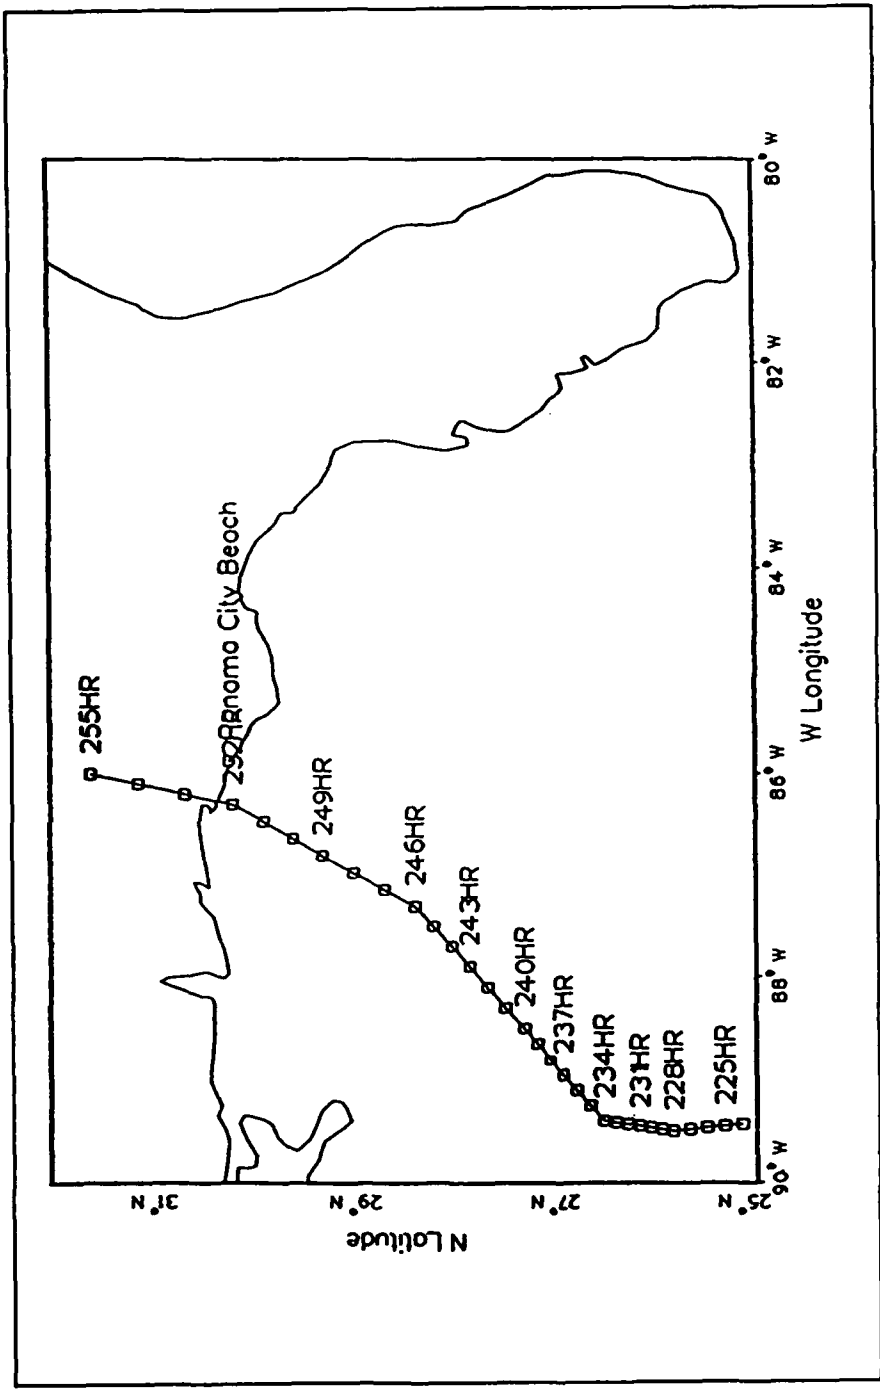 255HR
252HR
Panama City Beach
249HR
246HR
243HR
240HR
237HR
234HR
231HR
228HR
225HR
N Latitude
31° N
29° N
27° N
25° N
90° W
88° W
86° W
84° W
82° W
80° W
W Longitude